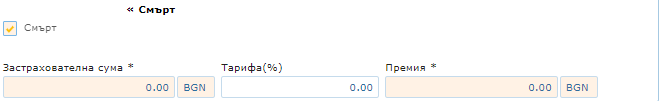 « Смърт
Смърт
Застрахователна сума * Тарифа(%) Премия *
0.00 BGN 0.00 0.00 BGN